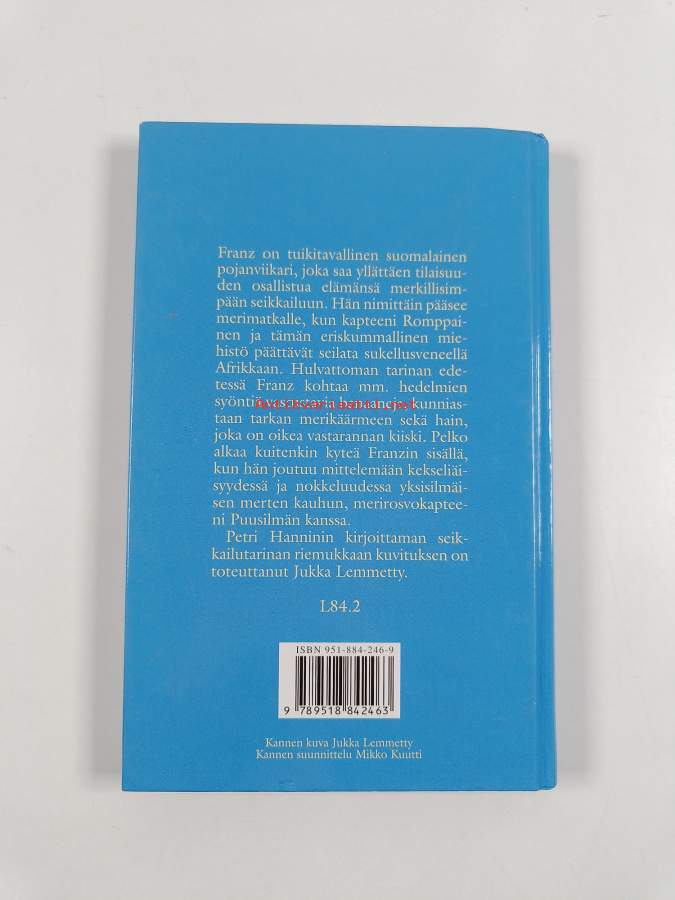 Franz on tuikitavallinen suomalainen
pojanviikari, joka saa yllättäen tilaisuu-
den osallistua elämänsä merkillisim-
pään seikkailuun. Hän nimittäin pääsee
merimatkalle, kun kapteeni Romppai-
nen ja tämän eriskummallinen mie-
histö päättävät seilata sukellusveneellä
Afrikkaan. Hulvattoman tarinan ede-
tessä Franz kohtaa mm. hedelmien
syöntiä kunnias-
taan tarkan merikäärmeen sekä hain,
joka on oikea vastarannan kiiski. Pelko
alkaa kuitenkin kyteä Franzin sisällä,
kun hän joutuu mittelemään kekseliäi-
syydessä ja nokkeluudessa yksisilmäi-
sen merten kauhun, merirosvokaptee-
ni Puusilmän kanssa.
Petri Hanninin kirjoittaman seik-
kailutarinan riemukkaan kuvituksen on
toteuttanut Jukka Lemmetty.
L84.2
ISBN 951-884-246-9
9 789518 842463
Kannen kuva Jukka Lemmetty
Kannen suunnittelu Mikko Kuutti